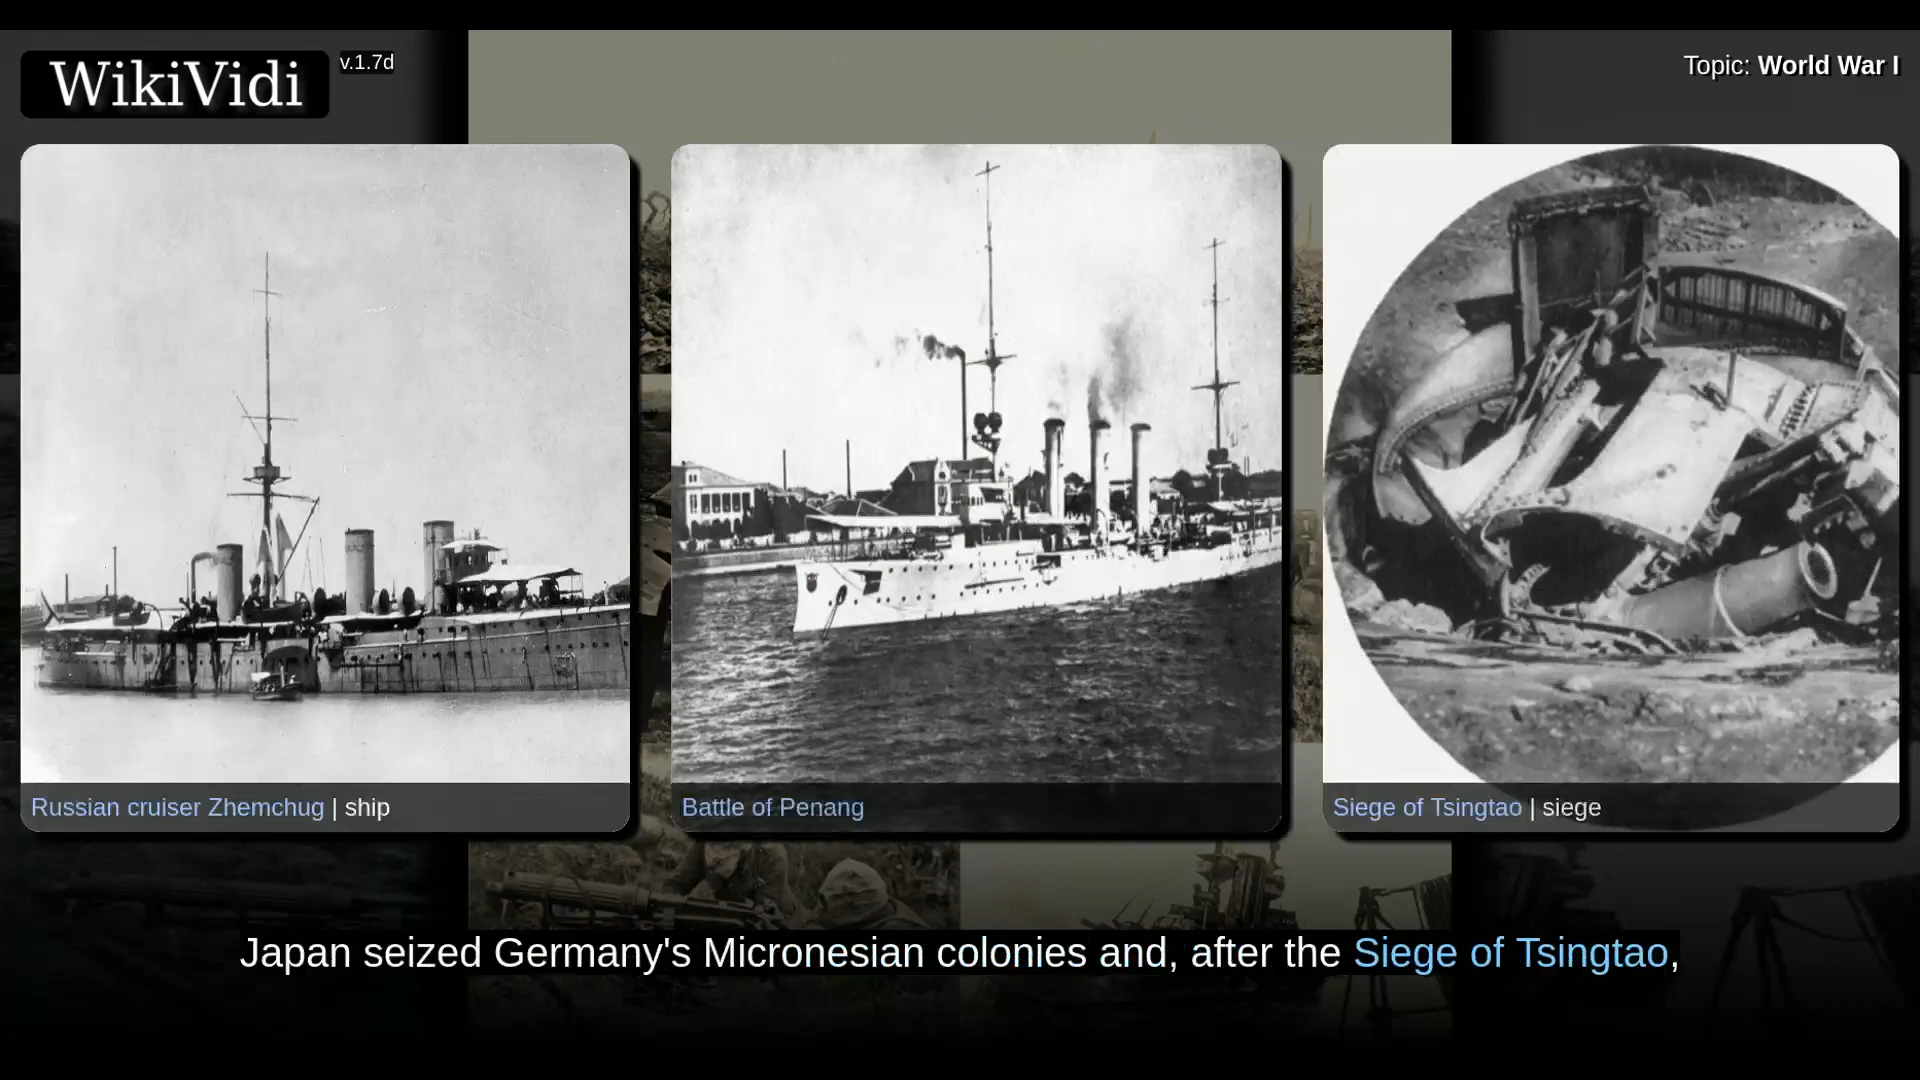 WikiVidi
v.1.7d
Topic: World War I
Russian cruiser Zhemchug | ship
Battle of Penang
Siege of Tsingtao | siege
Japan seized Germany's Micronesian colonies and, after the Siege of Tsingtao,